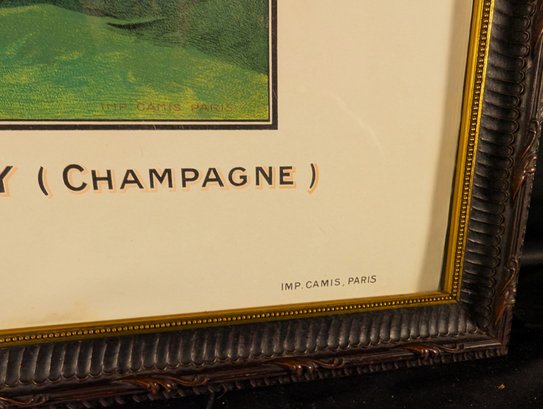 IMP. CAMIS PARIS
Y (CHAMPAGNE)
IMP. CAMIS, PARIS